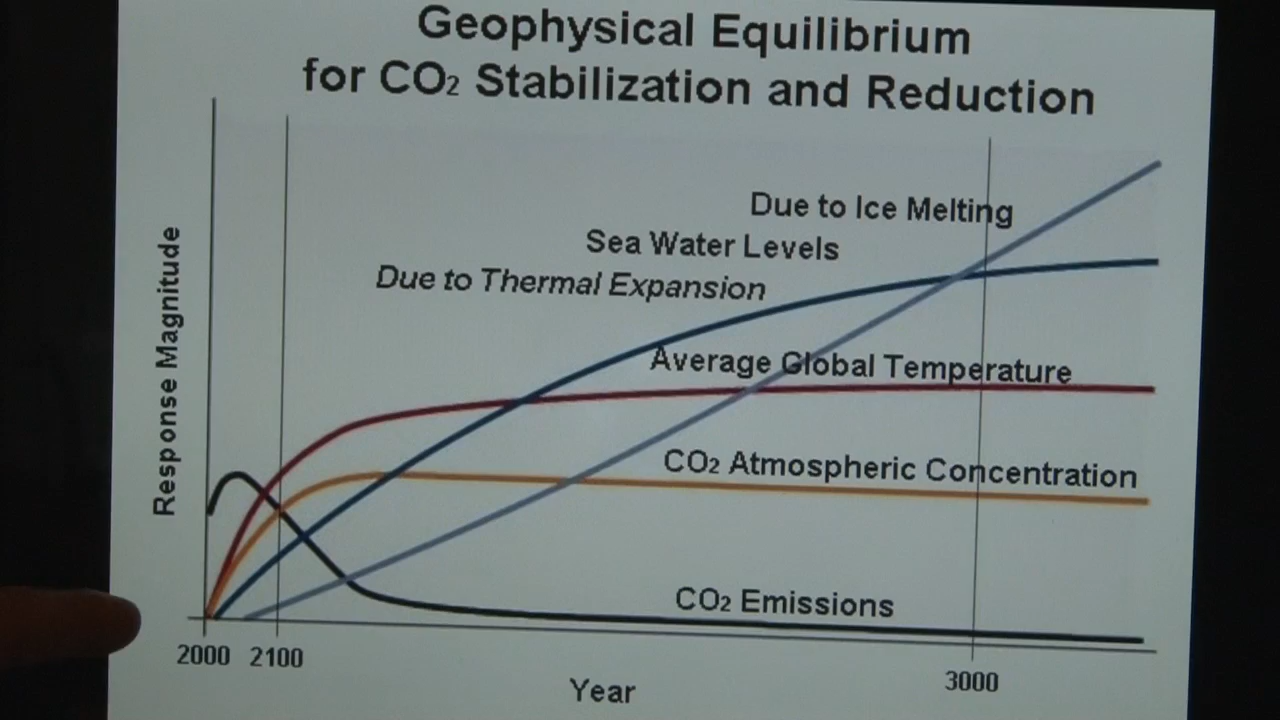 Geophysical Equilibrium
for CO₂ Stabilization and Reduction
Due to Ice Melting
Sea Water Levels
Due to Thermal Expansion
Average Global Temperature
CO₂ Atmospheric Concentration
CO₂ Emissions
Response Magnitude
2000 2100 3000
Year